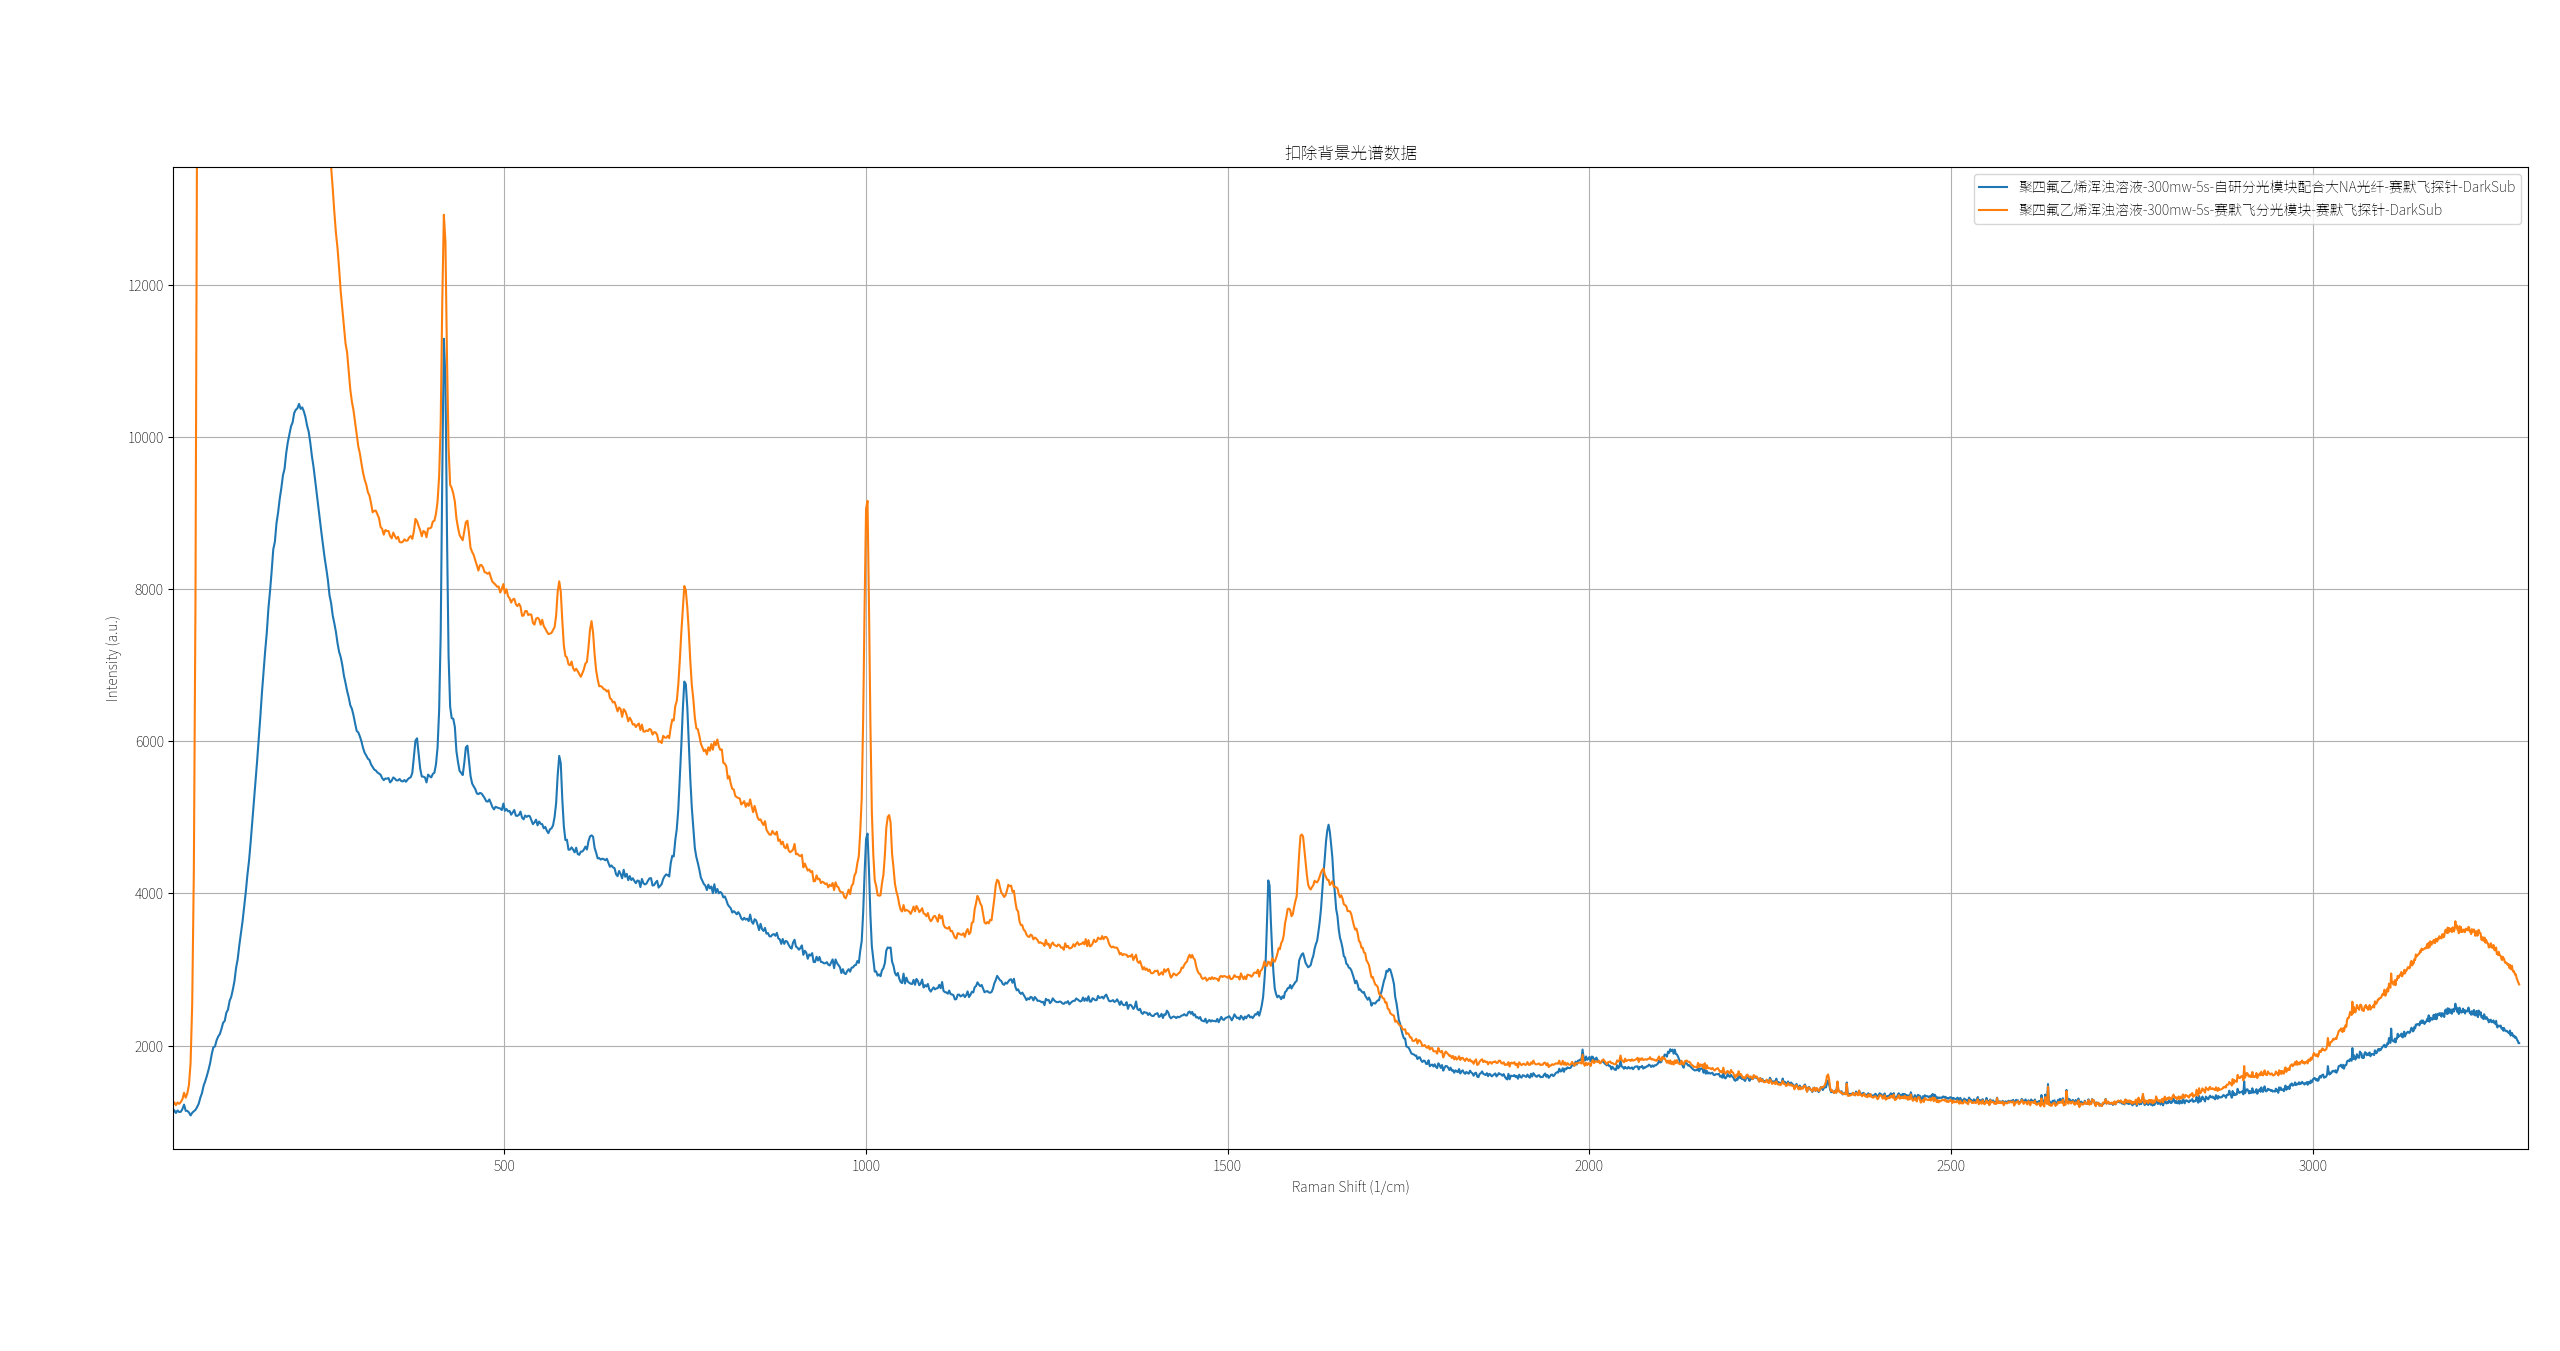 扣除背景光谱数据
聚四氟乙烯浑浊溶液-300mw-5s-自研分光模块配合大NA光纤-赛默飞探针-DarkSub
聚四氟乙烯浑浊溶液-300mw-5s-赛默飞分光模块-赛默飞探针-DarkSub
12000
10000
8000
6000
4000
2000
Intensity (a.u.)
500 1000 1500 2000 2500 3000
Raman Shift (1/cm)